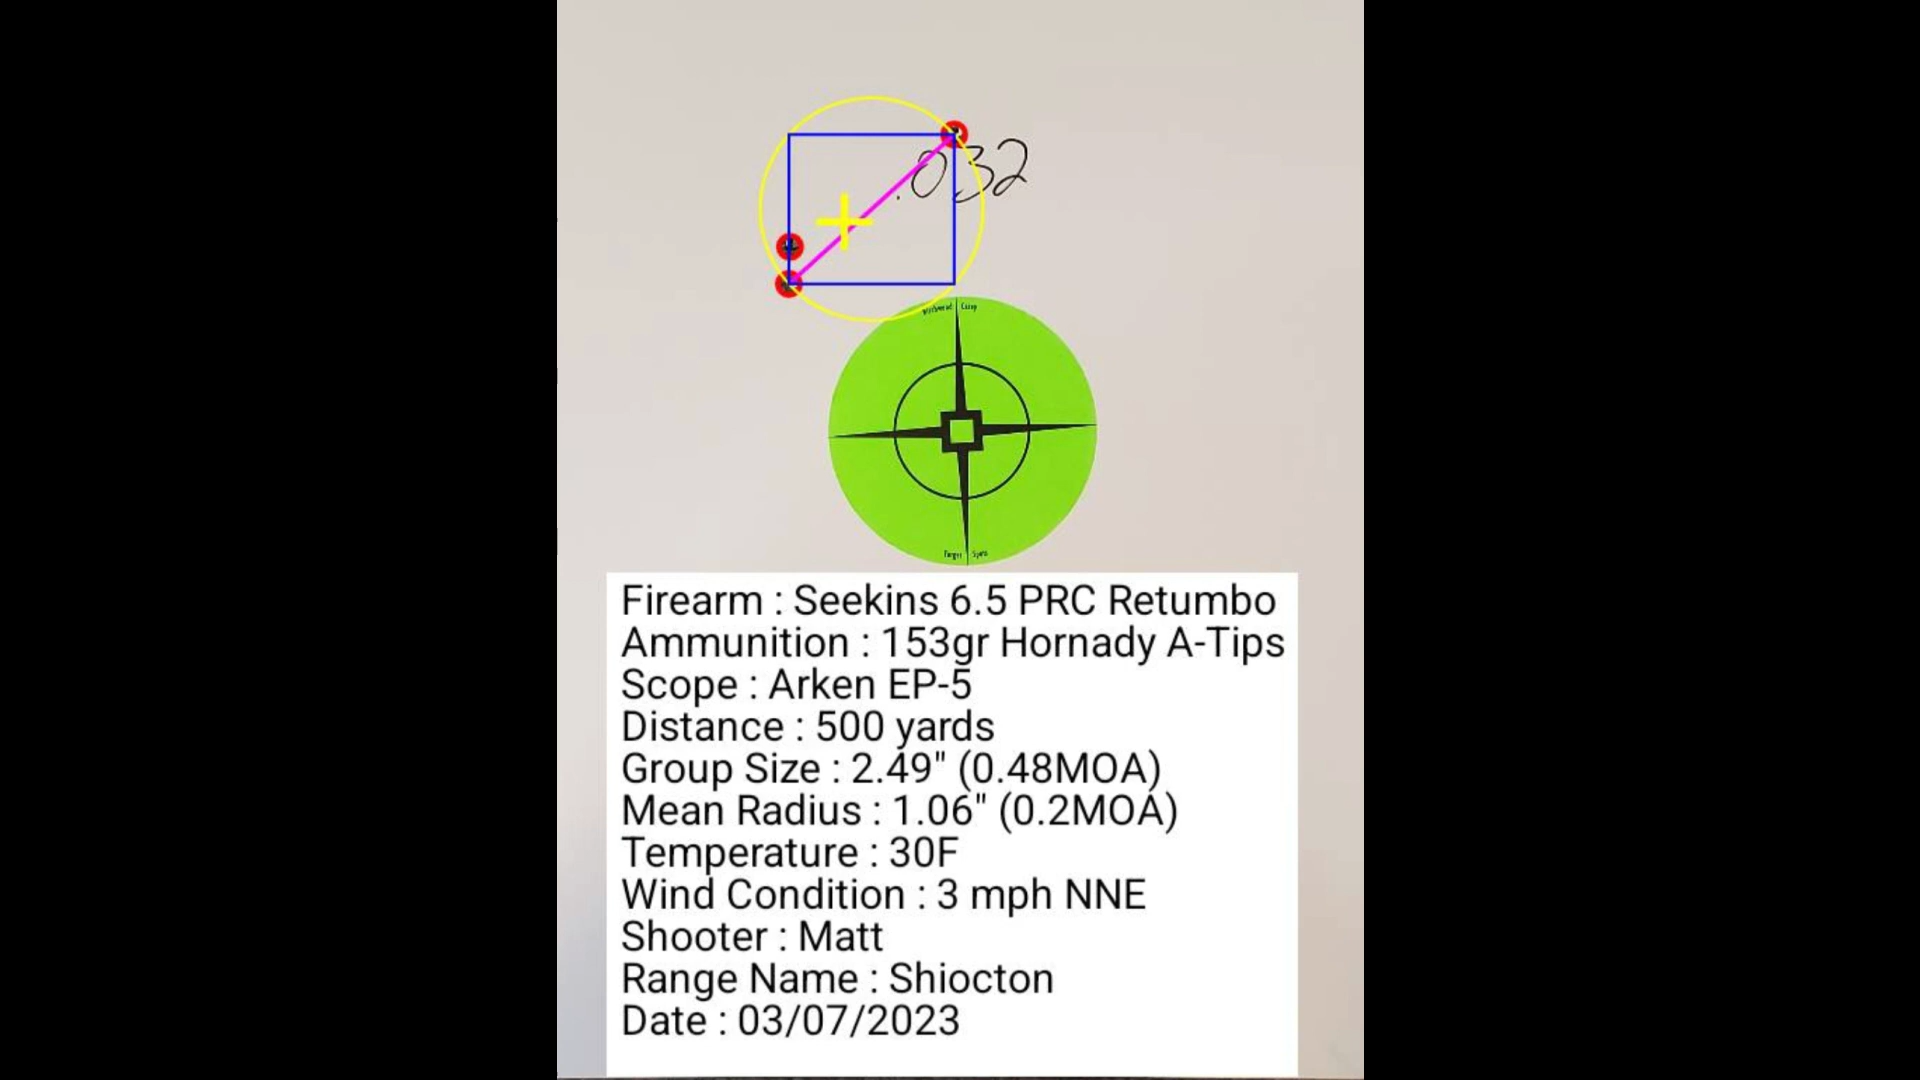 .032
Target Spots
Firearm : Seekins 6.5 PRC Retumbo
Ammunition : 153gr Hornady A-Tips
Scope : Arken EP-5
Distance : 500 yards
Group Size : 2.49" (0.48MOA)
Mean Radius : 1.06" (0.2MOA)
Temperature : 30F
Wind Condition : 3 mph NNE
Shooter : Matt
Range Name : Shiocton
Date : 03/07/2023